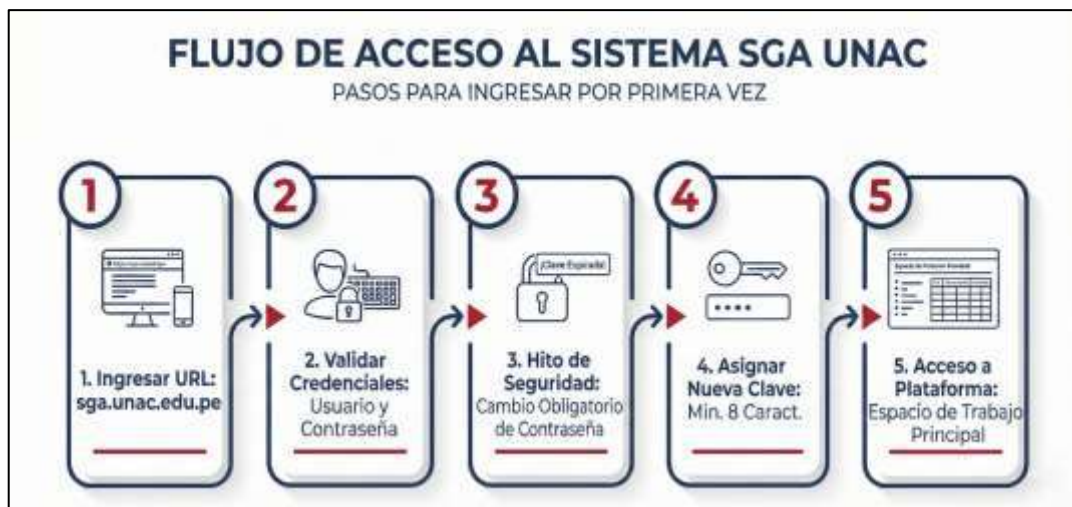 FLUJO DE ACCESO AL SISTEMA SGA UNAC
PASOS PARA INGRESAR POR PRIMERA VEZ
1
2
3
4
5
¡Clave Expirada!
1. Ingresar URL:
sga.unac.edu.pe
2. Validar
Credenciales:
Usuario y
Contraseña
3. Hito de
Seguridad:
Cambio Obligatorio
de Contraseña
4. Asignar
Nueva Clave:
Min. 8 Caract.
5. Acceso a
Plataforma:
Espacio de Trabajo
Principal